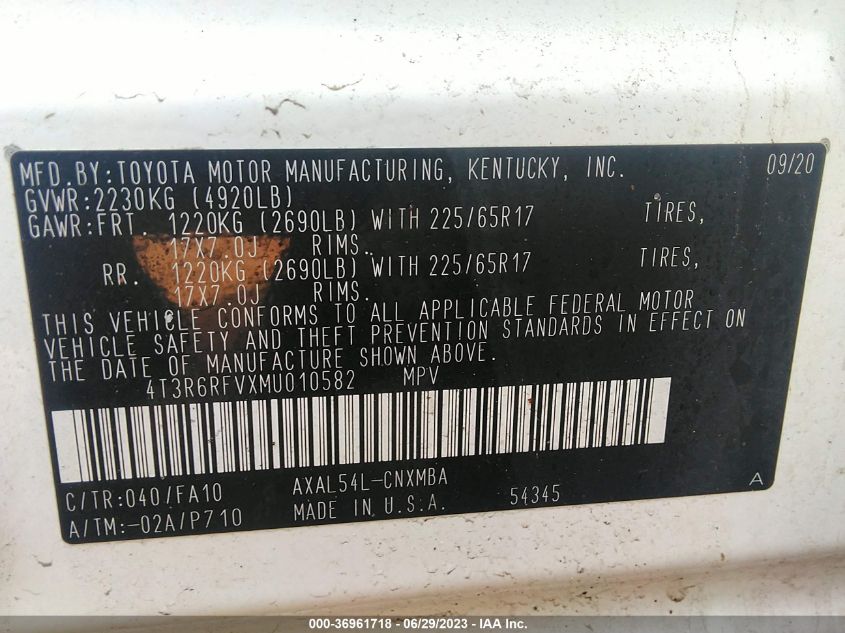 MFD.BY:TOYOTA MOTOR MANUFACTURING, KENTUCKY, INC. 09/20
GVWR:2230KG (4920LB)
GAWR:FRT. 1220KG (2690LB) WITH 225/65R17 TIRES,
17X7.0J RIMS.
RR. 1220KG (2690LB) WITH 225/65R17 TIRES,
17X7.0J RIMS.
THIS VEHICLE CONFORMS TO ALL APPLICABLE FEDERAL MOTOR
VEHICLE SAFETY AND THEFT PREVENTION STANDARDS IN EFFECT ON
THE DATE OF MANUFACTURE SHOWN ABOVE.
4T3R6RFVXMU010582 MPV
C/TR:040/FA10 AXAL54L-CNXMBA
A/TM:-02A/P710 MADE IN U.S.A. 54345 A
000-36961718 - 06/29/2023 - IAA Inc.